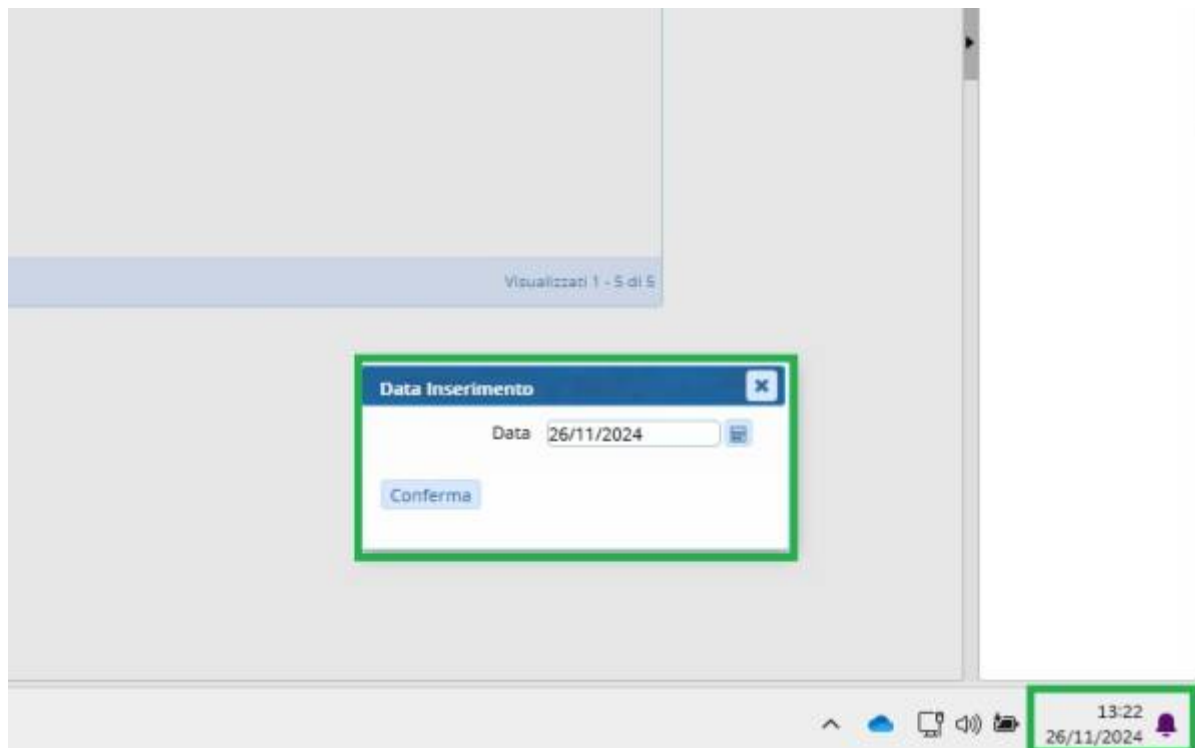 Visualizzati 1 - 5 di 5
Data Inserimento
Data 26/11/2024
Conferma
13:22
26/11/2024